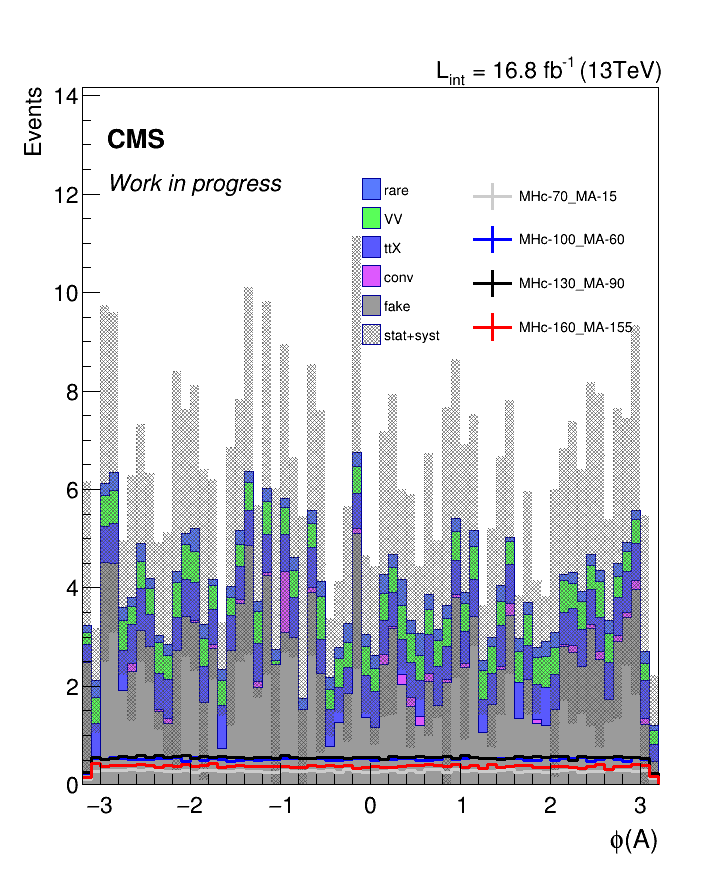 L_int = 16.8 fb^-1 (13TeV)
Events
14
12
10
8
6
4
2
0
CMS
Work in progress
rare
VV
ttX
conv
fake
stat+syst
MHc-70_MA-15
MHc-100_MA-60
MHc-130_MA-90
MHc-160_MA-155
−3 −2 −1 0 1 2 3
ϕ(A)